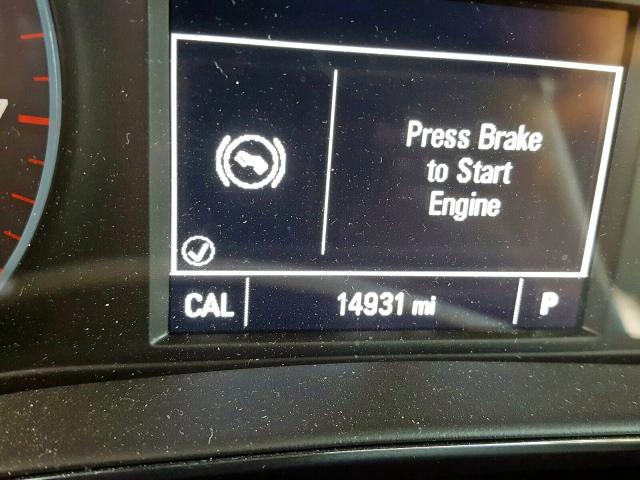 Press Brake
to Start
Engine
CAL 14931 mi P